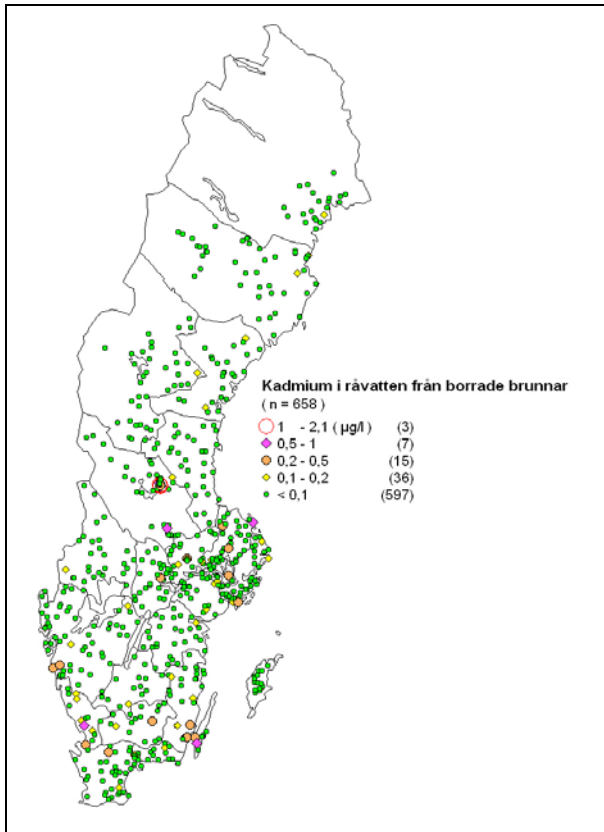 Kadmium i råvatten från borrade brunnar
( n = 658 )
1 - 2,1 ( µg/l ) (3)
0,5 - 1 (7)
0,2 - 0,5 (15)
0,1 - 0,2 (36)
< 0,1 (597)